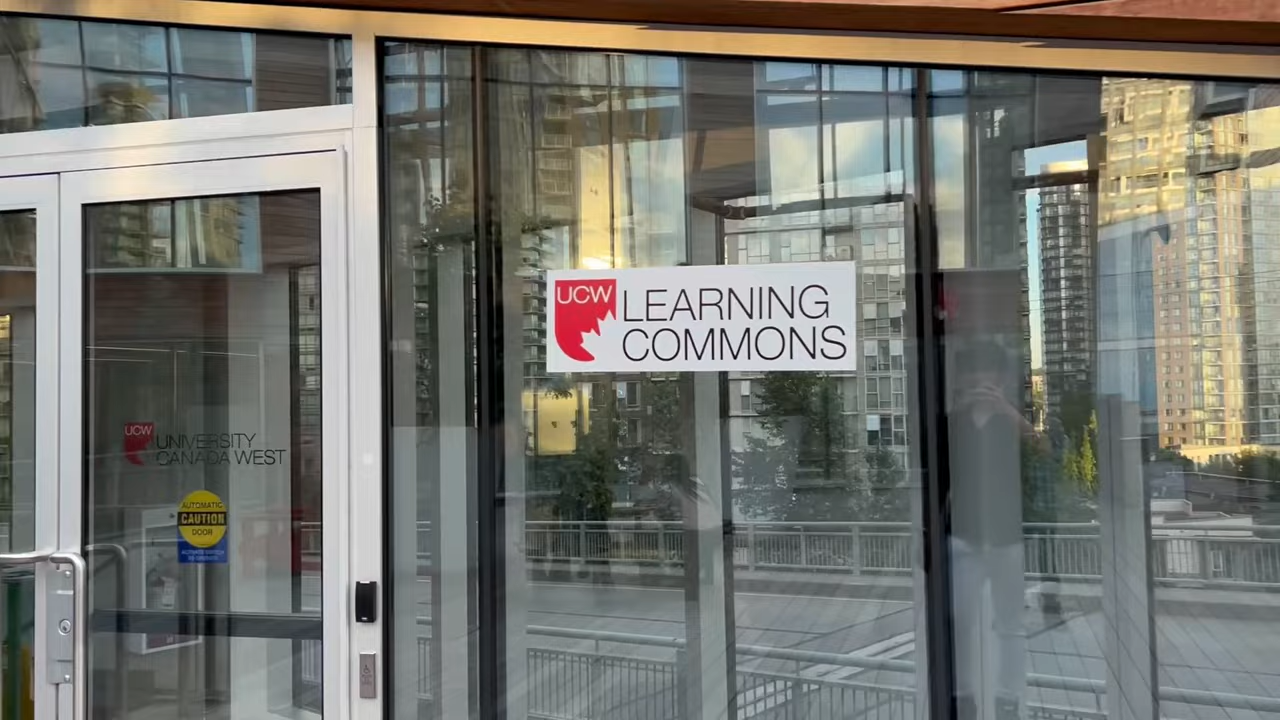 UCW
LEARNING
COMMONS
UCW
UNIVERSITY
CANADA WEST
AUTOMATIC
CAUTION
DOOR